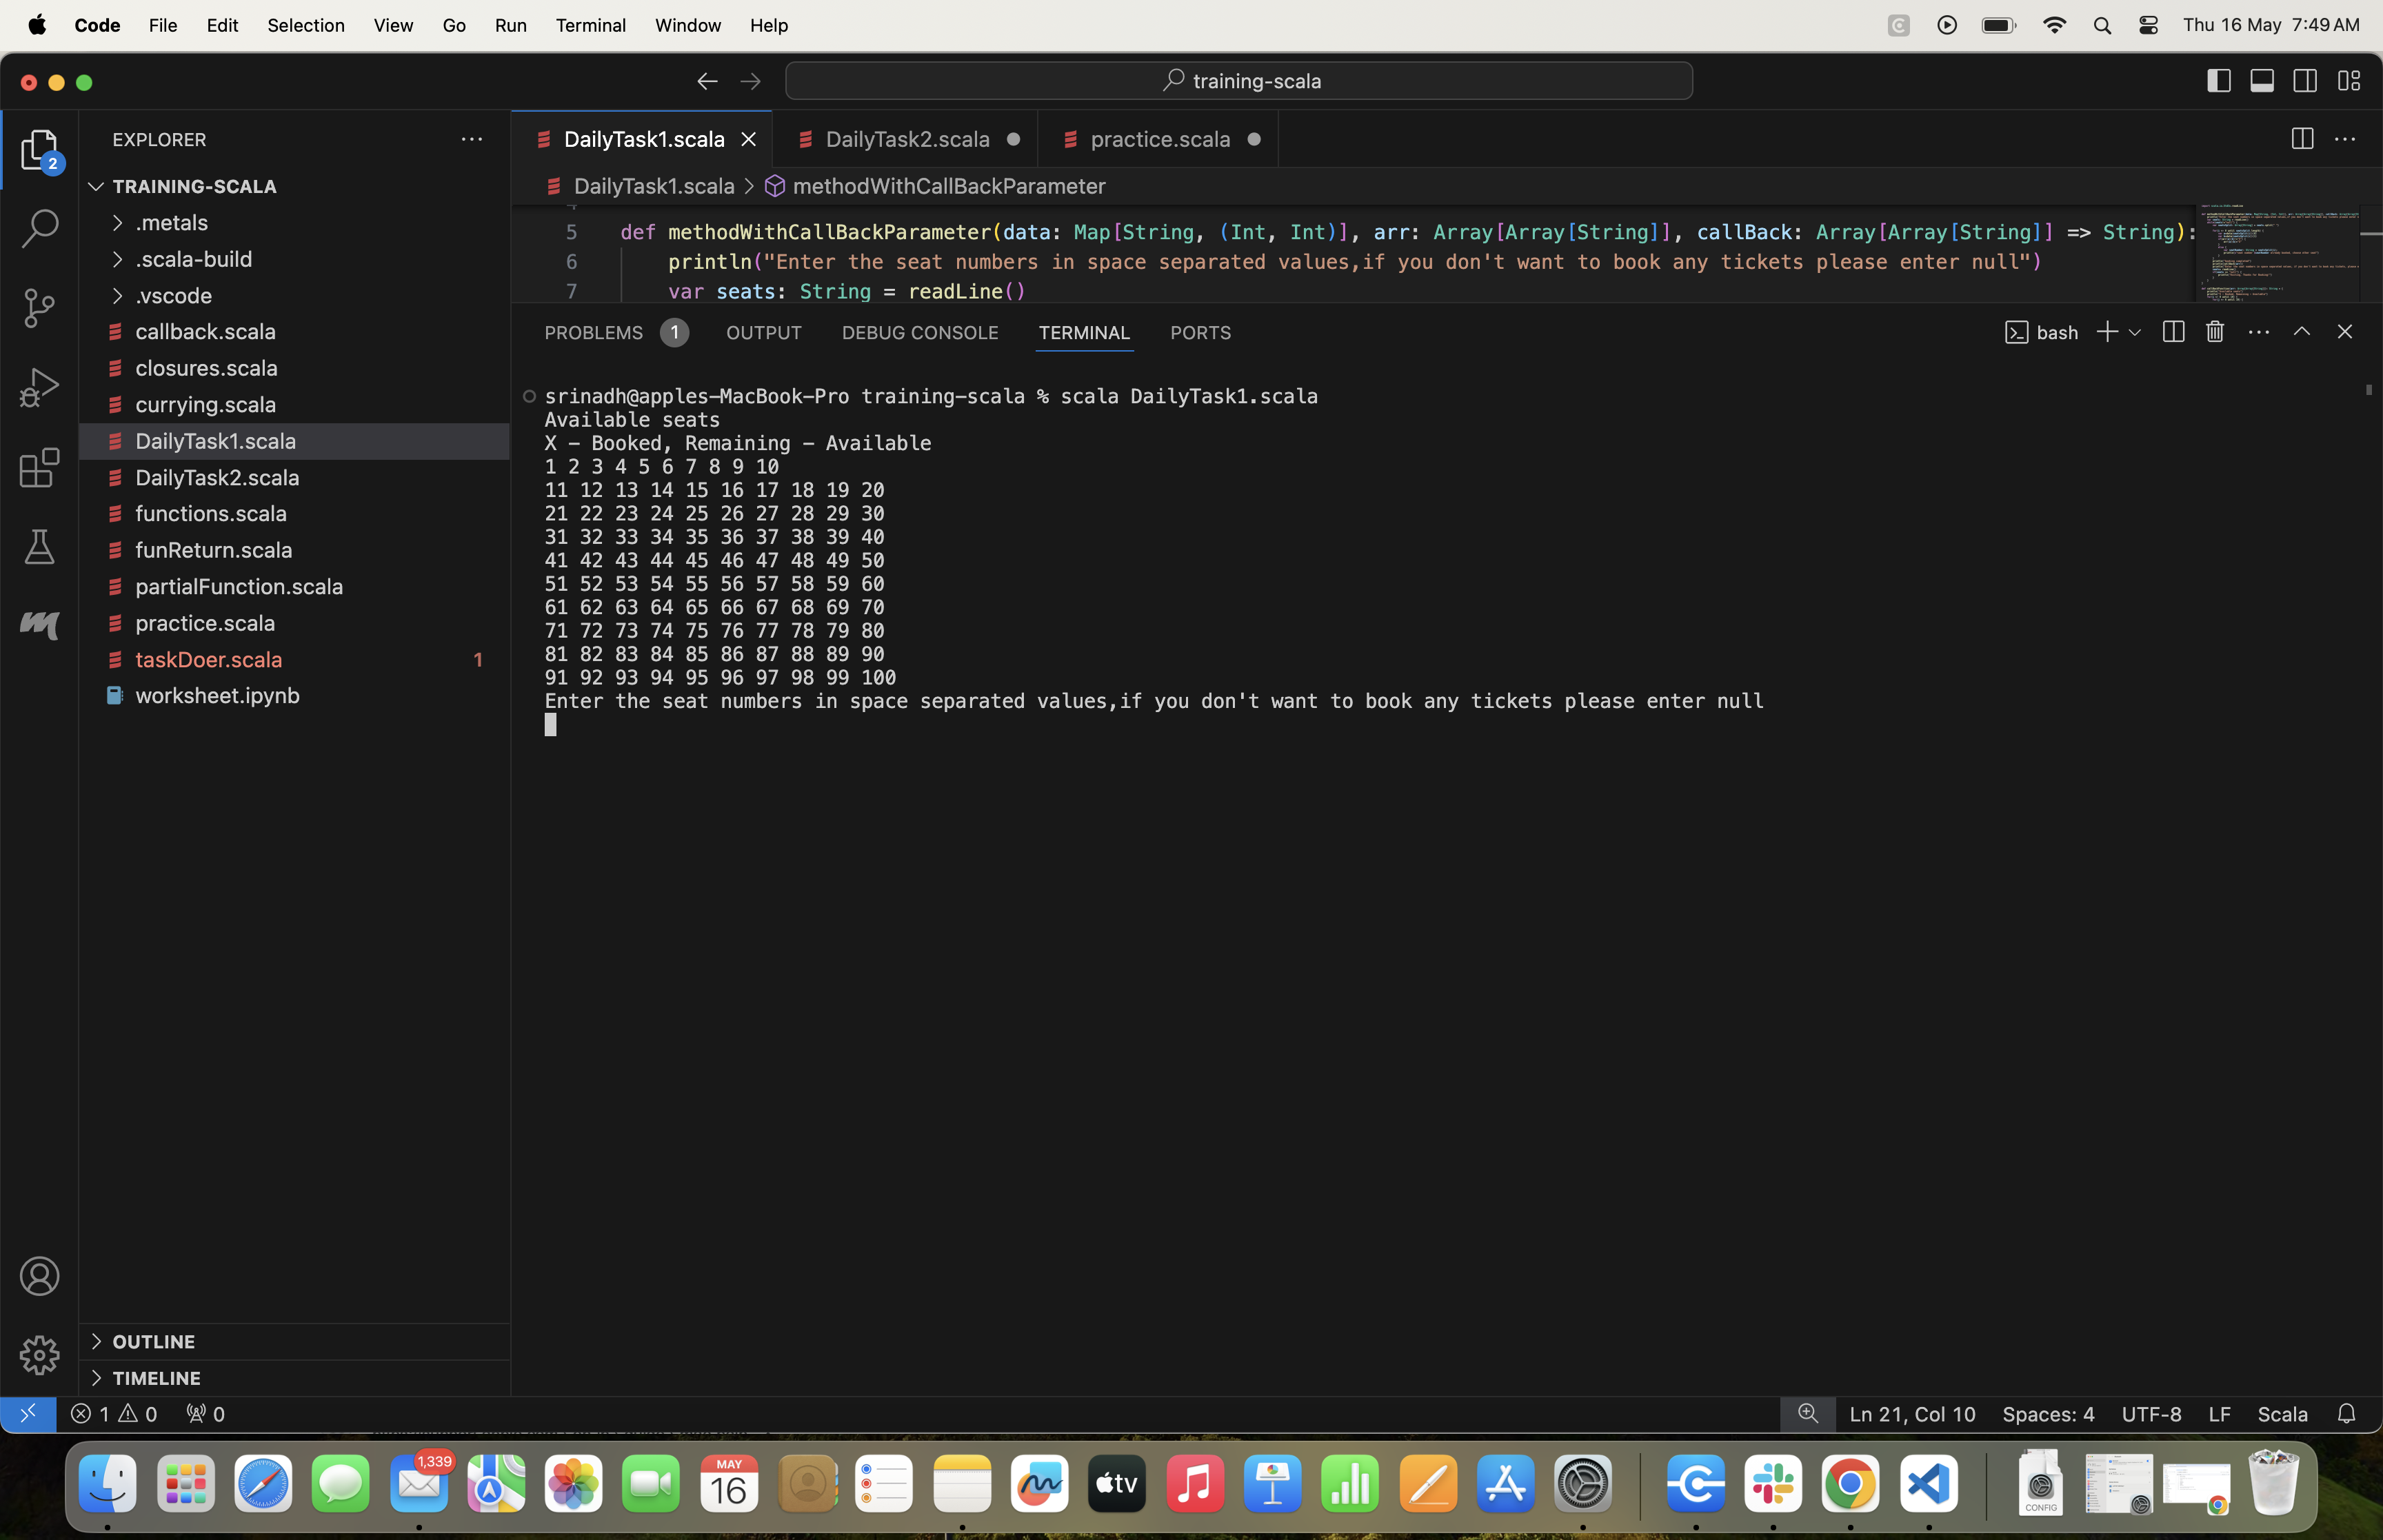 Code File Edit Selection View Go Run Terminal Window Help Thu 16 May 7:49 AM
training-scala
EXPLORER
DailyTask1.scala DailyTask2.scala practice.scala
2
TRAINING-SCALA
DailyTask1.scala > methodWithCallBackParameter
.metals
.scala-build
.vscode
callback.scala
closures.scala
currying.scala
DailyTask1.scala
DailyTask2.scala
functions.scala
funReturn.scala
partialFunction.scala
practice.scala
taskDoer.scala 1
worksheet.ipynb
5 def methodWithCallBackParameter(data: Map[String, (Int, Int)], arr: Array[Array[String]], callBack: Array[Array[String]] => String):
6 println("Enter the seat numbers in space separated values,if you don't want to book any tickets please enter null")
7 var seats: String = readLine()
PROBLEMS 1 OUTPUT DEBUG CONSOLE TERMINAL PORTS bash
srinadh@apples-MacBook-Pro training-scala % scala DailyTask1.scala
Available seats
X - Booked, Remaining - Available
1 2 3 4 5 6 7 8 9 10
11 12 13 14 15 16 17 18 19 20
21 22 23 24 25 26 27 28 29 30
31 32 33 34 35 36 37 38 39 40
41 42 43 44 45 46 47 48 49 50
51 52 53 54 55 56 57 58 59 60
61 62 63 64 65 66 67 68 69 70
71 72 73 74 75 76 77 78 79 80
81 82 83 84 85 86 87 88 89 90
91 92 93 94 95 96 97 98 99 100
Enter the seat numbers in space separated values,if you don't want to book any tickets please enter null
OUTLINE
TIMELINE
1 0 0 Ln 21, Col 10 Spaces: 4 UTF-8 LF Scala
1,339
MAY
16
tv
CONFIG